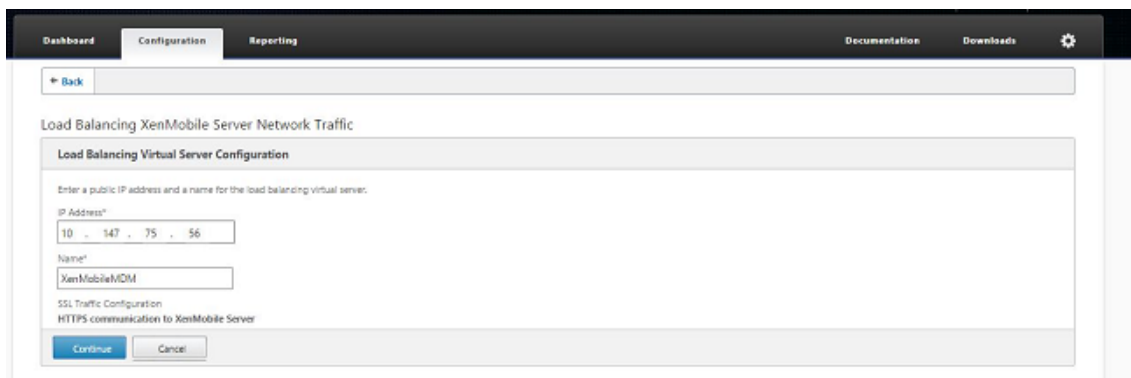 Dashboard Configuration Reporting Documentation Downloads
Back
Load Balancing XenMobile Server Network Traffic
Load Balancing Virtual Server Configuration
Enter a public IP address and a name for the load balancing virtual server.
IP Address*
10 . 147 . 75 . 56
Name*
XenMobileMDM
SSL Traffic Configuration
HTTPS communication to XenMobile Server
Continue Cancel